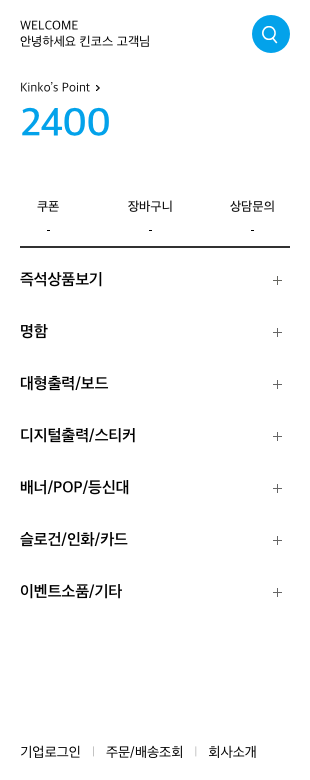 WELCOME
안녕하세요 킨코스 고객님
Kinko's Point >
2400
쿠폰 장바구니 상담문의
- - -
즉석상품보기 +
명함 +
대형출력/보드 +
디지털출력/스티커 +
배너/POP/등신대 +
슬로건/인화/카드 +
이벤트소품/기타 +
기업로그인 | 주문/배송조회 | 회사소개